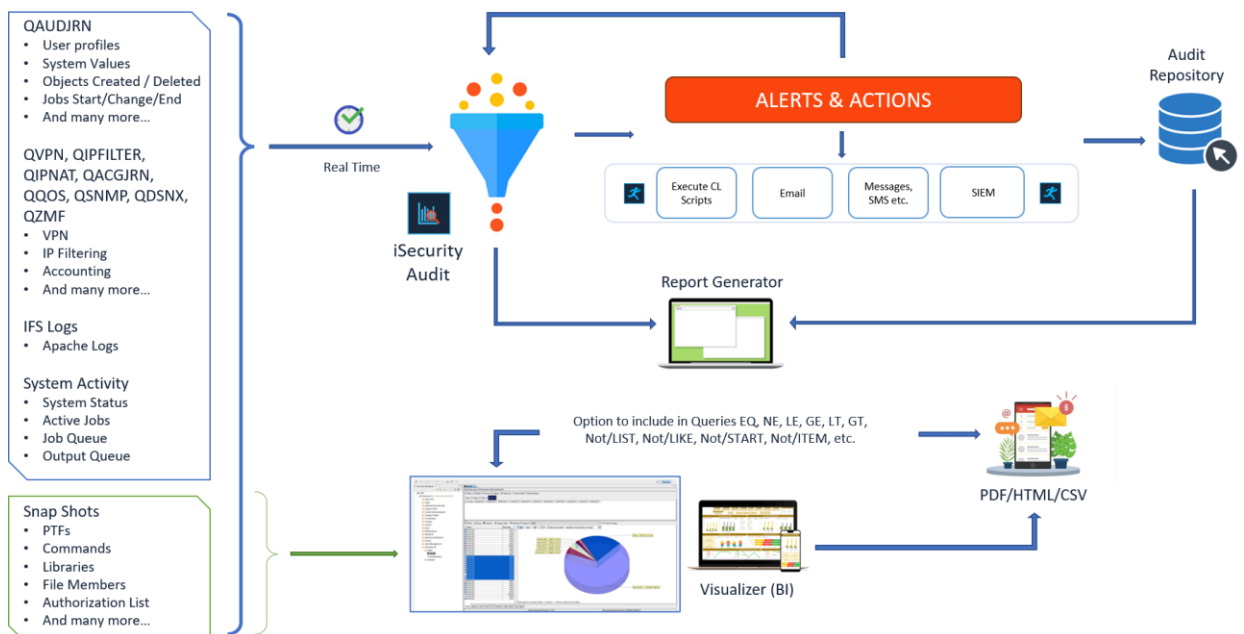 QAUDJRN
• User profiles
• System Values
• Objects Created / Deleted
• Jobs Start/Change/End
• And many more...
QVPN, QIPFILTER,
QIPNAT, QACGJRN,
QQOS, QSNMP, QDSNX,
QZMF
• VPN
• IP Filtering
• Accounting
• And many more...
IFS Logs
• Apache Logs
System Activity
• System Status
• Active Jobs
• Job Queue
• Output Queue
Snap Shots
• PTFs
• Commands
• Libraries
• File Members
• Authorization List
• And many more...
Real Time
iSecurity
Audit
ALERTS & ACTIONS
Execute CL
Scripts
Email
Messages,
SMS etc.
SIEM
Audit
Repository
Report Generator
Option to include in Queries EQ, NE, LE, GE, LT, GT,
Not/LIST, Not/LIKE, Not/START, Not/ITEM, etc.
@
6
PDF/HTML/CSV
Visualizer (BI)